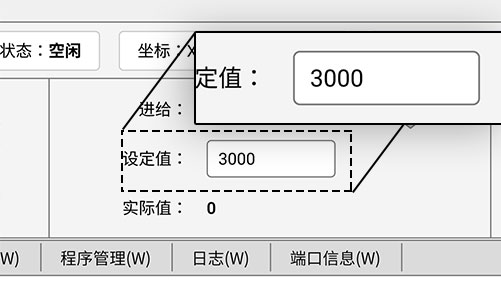 状态：空闲
坐标：X
定值：
3000
进给：
设定值：
3000
实际值：
0
W)
程序管理(W)
日志(W)
端口信息(W)